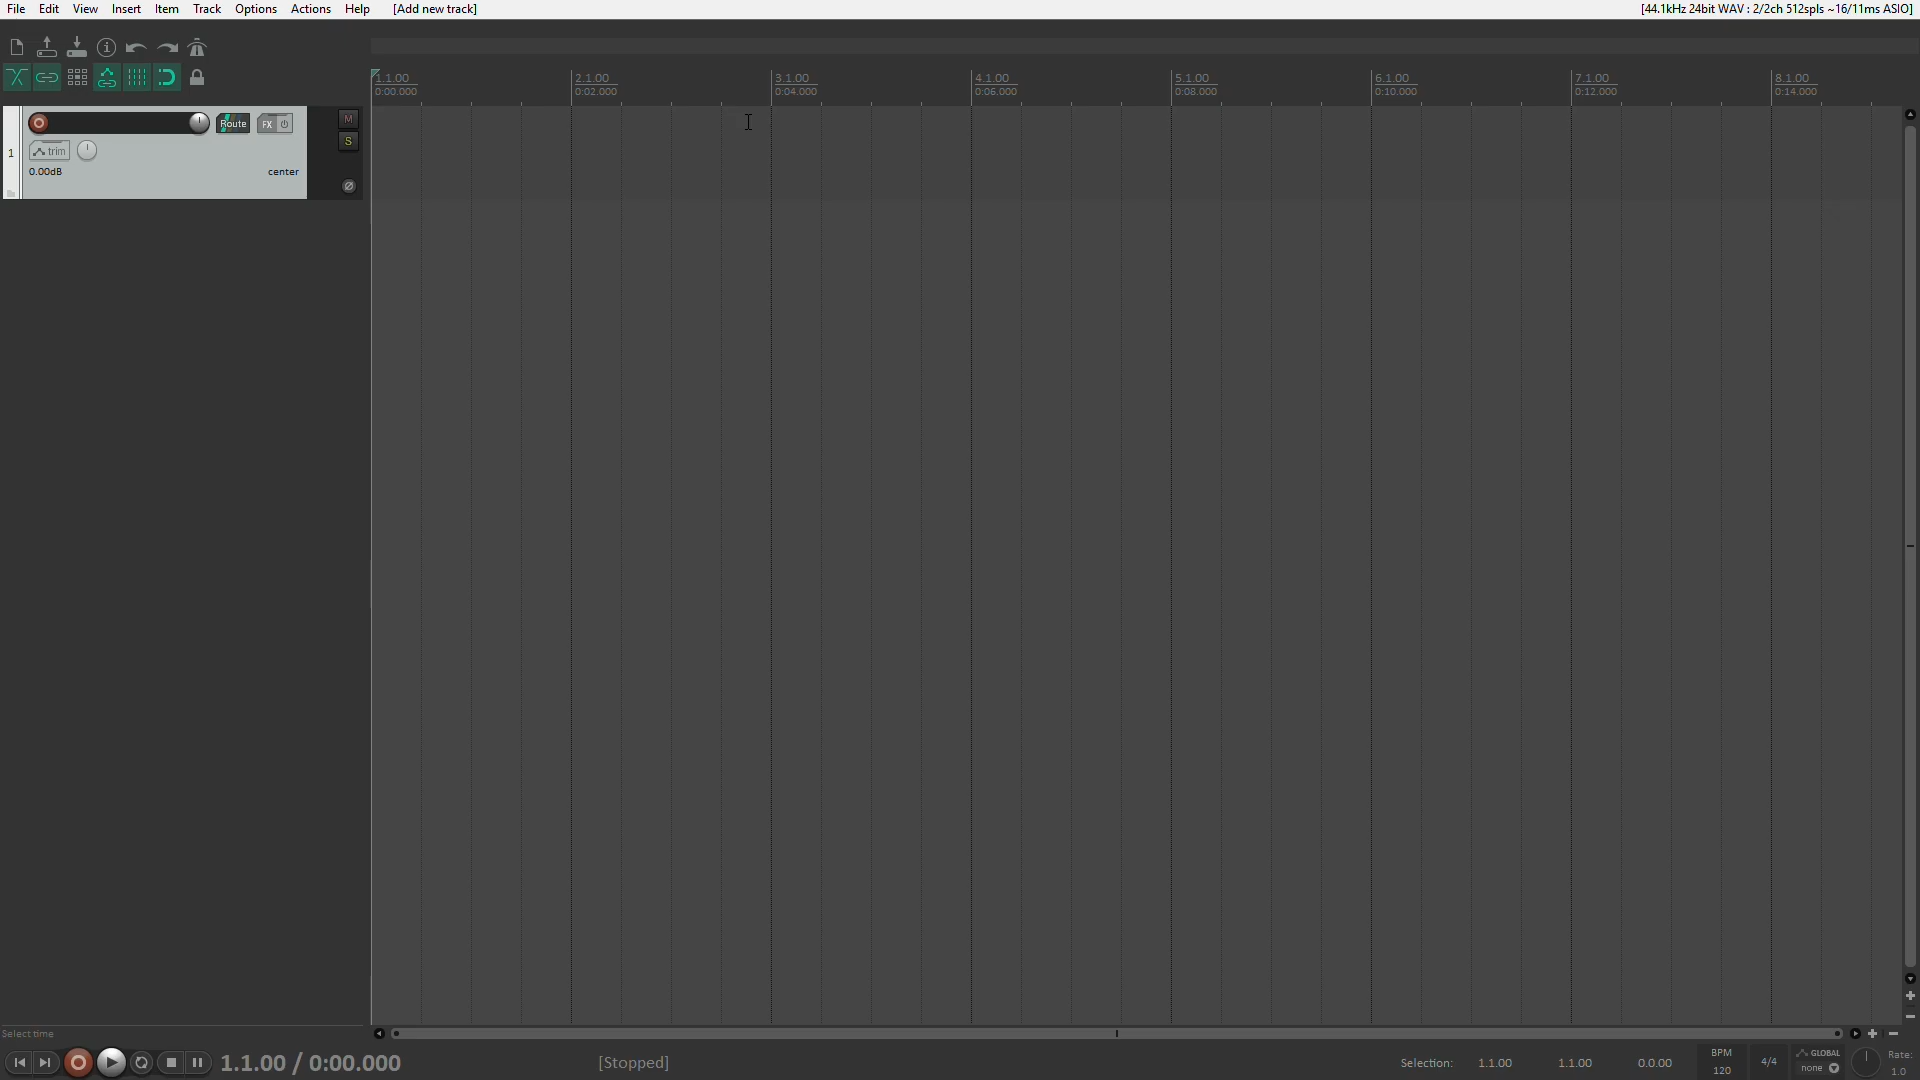 File Edit View Insert Item Track Options Actions Help [Add new track] [44.1kHz 24bit WAV : 2/2ch 512spls ~16/11ms ASIO]
1.1.00 2.1.00 3.1.00 4.1.00 5.1.00 6.1.00 7.1.00 8.1.00
0:00.000 0:02.000 0:04.000 0:06.000 0:08.000 0:10.000 0:12.000 0:14.000
Route FX M
S
1 trim
0.00dB center
Select time
1.1.00 / 0:00.000 [Stopped] Selection: 1.1.00 1.1.00 0.0.00 BPM 120 4/4 GLOBAL none Rate: 1.0